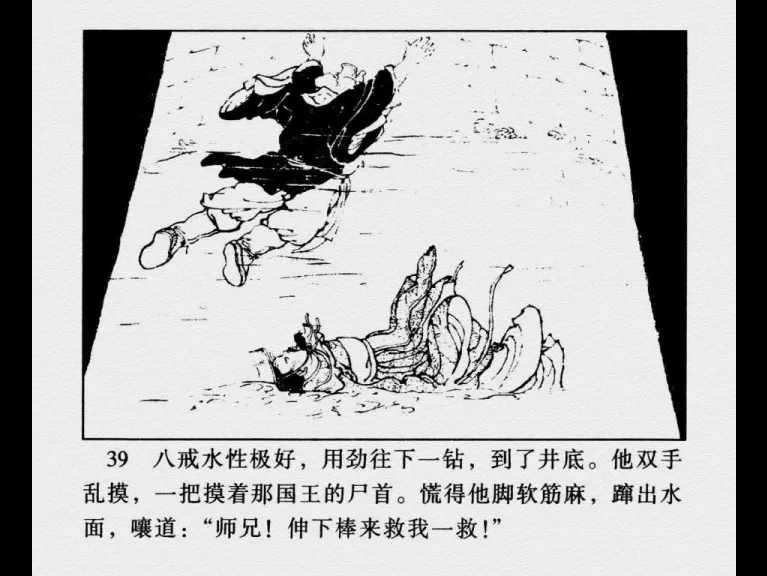 39 八戒水性极好，用劲往下一钻，到了井底。他双手
乱摸，一把摸着那国王的尸首。慌得他脚软筋麻，蹿出水
面，嚷道：“师兄！伸下棒来救我一救！”